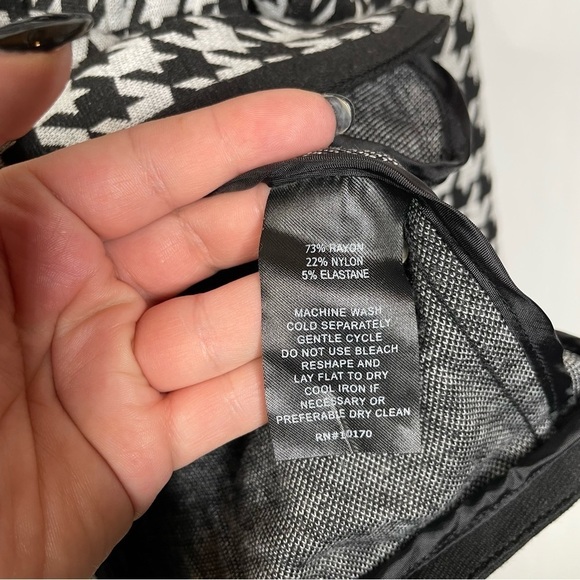 73% RAYON
22% NYLON
5% ELASTANE
MACHINE WASH
COLD SEPARATELY
GENTLE CYCLE
DO NOT USE BLEACH
RESHAPE AND
LAY FLAT TO DRY
COOL IRON IF
NECESSARY OR
PREFERABLE DRY CLEAN
RN#10170